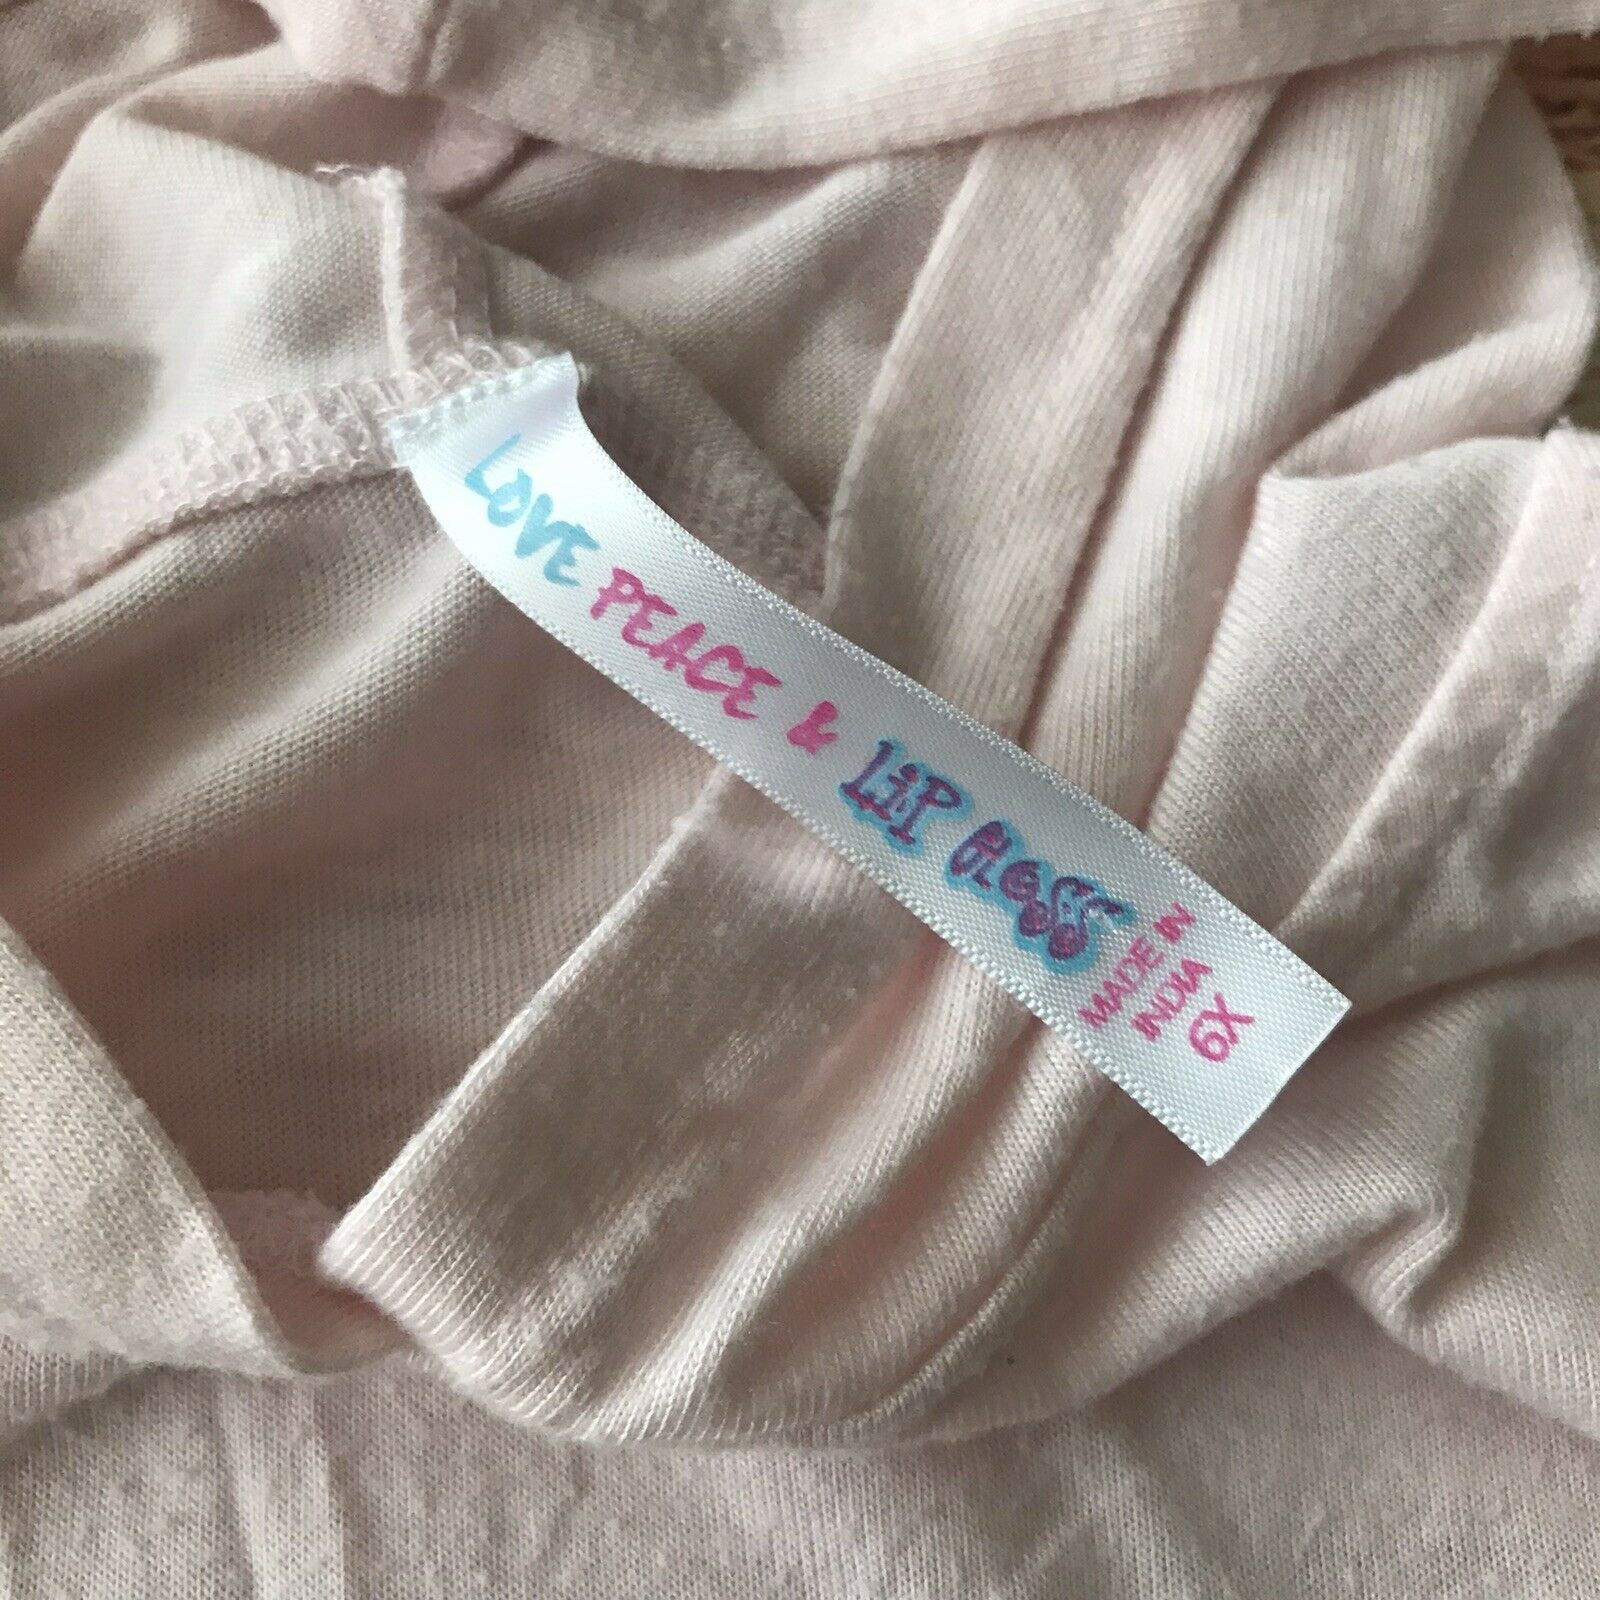 LOVE PEACE & LiP GLOSS
MADE IN
INDIA
6X